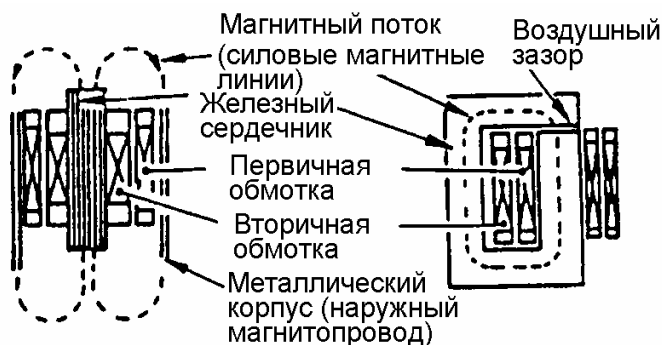 Магнитный поток
(силовые магнитные
линии)
Воздушный
зазор
Железный
сердечник
Первичная
обмотка
Вторичная
обмотка
Металлический
корпус (наружный
магнитопровод)